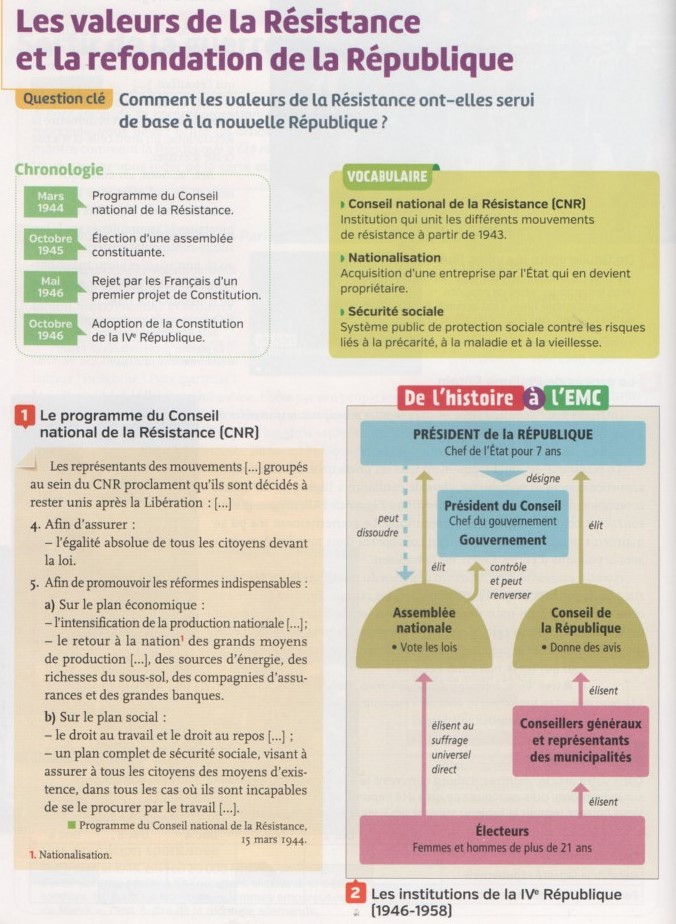 Les valeurs de la Résistance
et la refondation de la République
Question clé Comment les valeurs de la Résistance ont-elles servi
de base à la nouvelle République ?
Chronologie
Mars
1944
Programme du Conseil
national de la Résistance.
Octobre
1945
Élection d'une assemblée
constituante.
Mai
1946
Rejet par les Français d'un
premier projet de Constitution.
Octobre
1946
Adoption de la Constitution
de la IVe République.
VOCABULAIRE
Conseil national de la Résistance (CNR)
Institution qui unit les différents mouvements
de résistance à partir de 1943.
Nationalisation
Acquisition d'une entreprise par l'État qui en devient
propriétaire.
Sécurité sociale
Système public de protection sociale contre les risques
liés à la précarité, à la maladie et à la vieillesse.
1 Le programme du Conseil
national de la Résistance (CNR)
Les représentants des mouvements [...] groupés
au sein du CNR proclament qu'ils sont décidés à
rester unis après la Libération : [...]
4. Afin d'assurer :
– l'égalité absolue de tous les citoyens devant
la loi.
5. Afin de promouvoir les réformes indispensables :
a) Sur le plan économique :
– l'intensification de la production nationale [...] ;
– le retour à la nation1 des grands moyens
de production [...], des sources d'énergie, des
richesses du sous-sol, des compagnies d'assu-
rances et des grandes banques.
b) Sur le plan social :
– le droit au travail et le droit au repos [...] ;
– un plan complet de sécurité sociale, visant à
assurer à tous les citoyens des moyens d'exis-
tence, dans tous les cas où ils sont incapables
de se le procurer par le travail [...].
Programme du Conseil national de la Résistance,
15 mars 1944.
1. Nationalisation.
De l'histoire à l'EMC
PRÉSIDENT de la RÉPUBLIQUE
Chef de l'État pour 7 ans
désigne
peut
dissoudre
Président du Conseil
Chef du gouvernement
Gouvernement
élit
élit
contrôle
et peut
renverser
Assemblée
nationale
• Vote les lois
Conseil de
la République
• Donne des avis
élisent
élisent au
suffrage
universel
direct
Conseillers généraux
et représentants
des municipalités
élisent
Électeurs
Femmes et hommes de plus de 21 ans
2 Les institutions de la IVe République
(1946-1958)